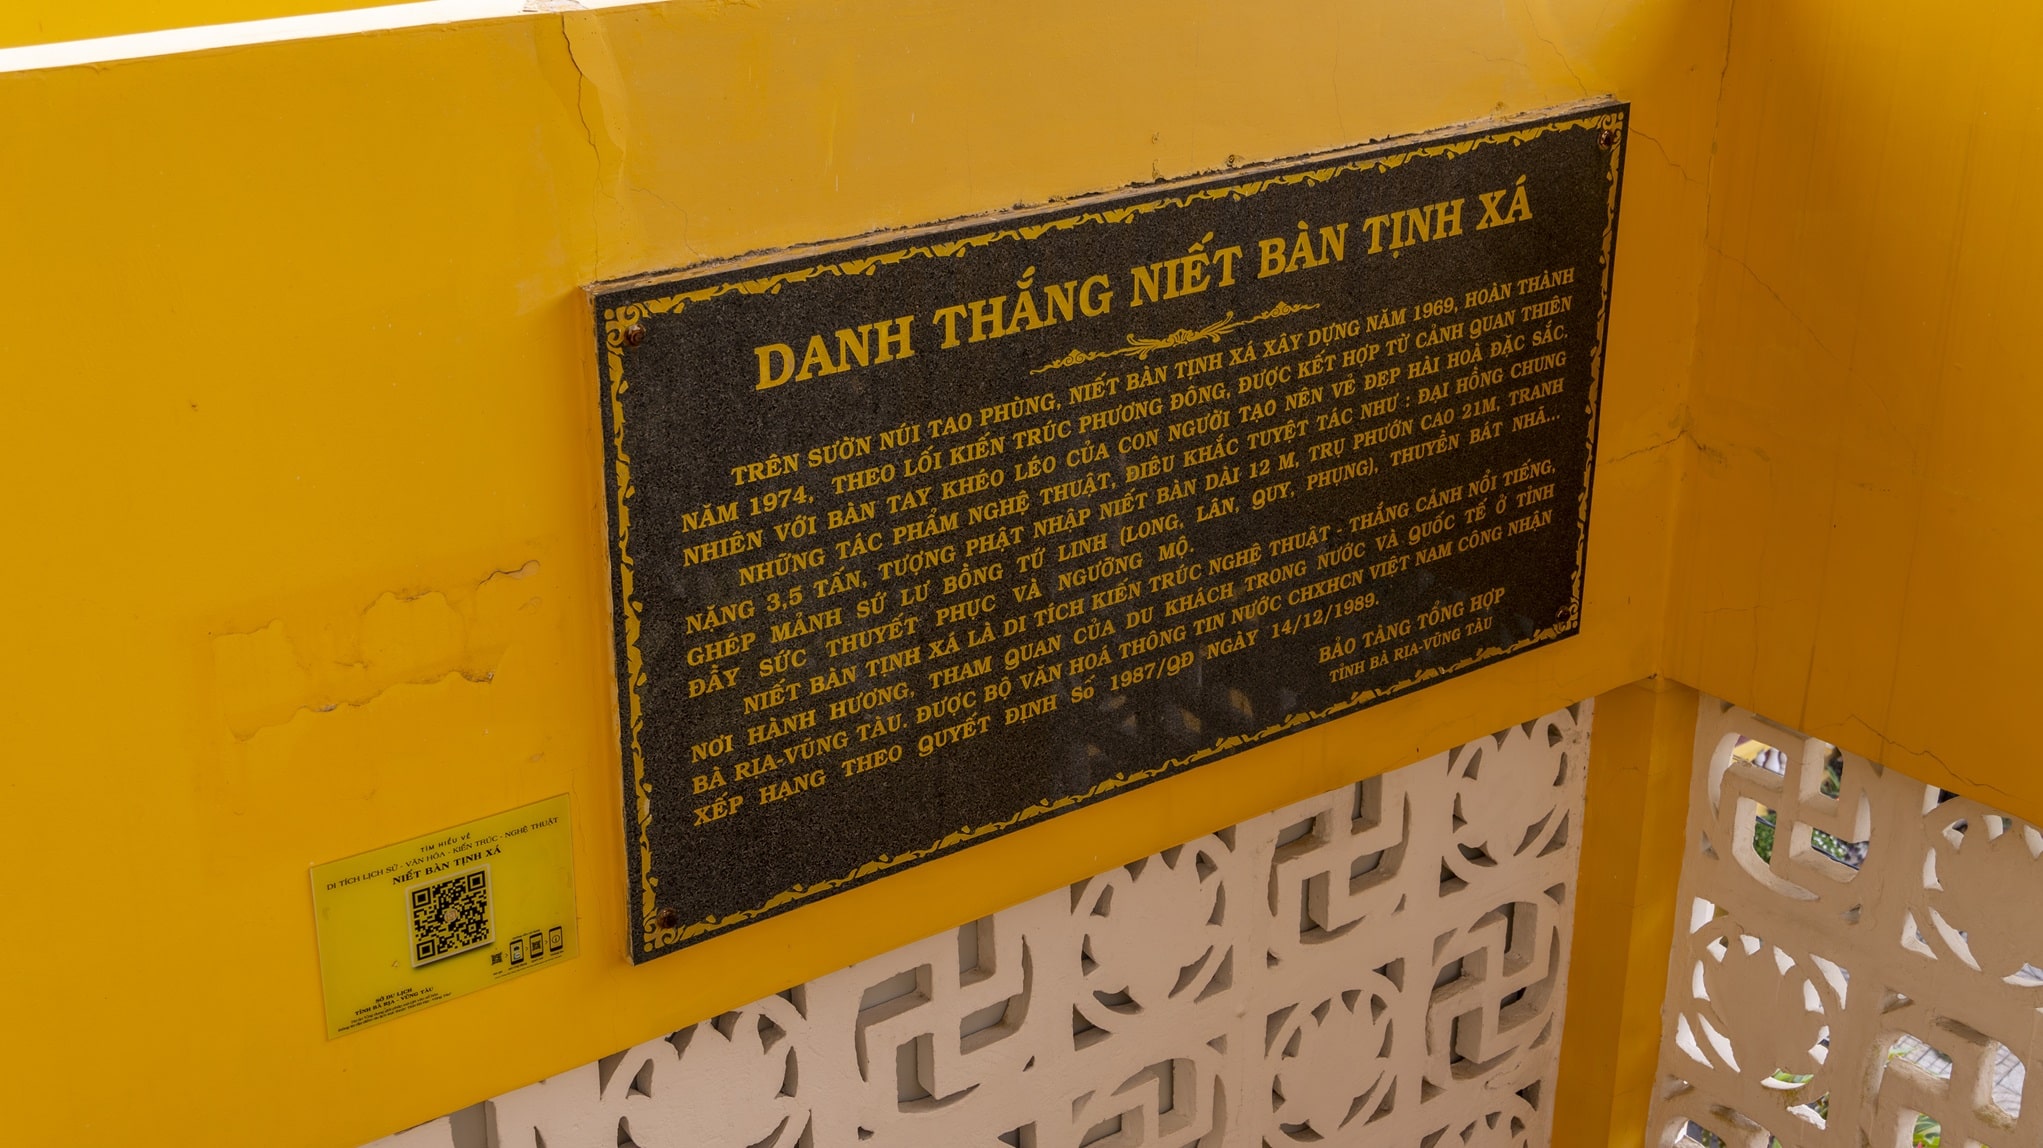 DANH THẮNG NIẾT BÀN TỊNH XÁ
TRÊN SƯỜN NÚI TAO PHÙNG, NIẾT BÀN TỊNH XÁ XÂY DỰNG NĂM 1969, HOÀN THÀNH
NĂM 1974, THEO LỐI KIẾN TRÚC PHƯƠNG ĐÔNG, ĐƯỢC KẾT HỢP TỪ CẢNH QUAN THIÊN
NHIÊN VỚI BÀN TAY KHÉO LÉO CỦA CON NGƯỜI TẠO NÊN VẺ ĐẸP HÀI HOÀ ĐẶC SẮC.
NHỮNG TÁC PHẨM NGHỆ THUẬT, ĐIÊU KHẮC TUYỆT TÁC NHƯ : ĐẠI HỒNG CHUNG
NẶNG 3,5 TẤN, TƯỢNG PHẬT NHẬP NIẾT BÀN DÀI 12 M, TRỤ PHƯỚN CAO 21M, TRANH
GHÉP MẢNH SỨ LƯ BỒNG TỨ LINH (LONG, LÂN, QUY, PHỤNG), THUYỀN BÁT NHÃ...
ĐẦY SỨC THUYẾT PHỤC VÀ NGƯỠNG MỘ.
NIẾT BÀN TỊNH XÁ LÀ DI TÍCH KIẾN TRÚC NGHỆ THUẬT - THẮNG CẢNH NỔI TIẾNG,
NƠI HÀNH HƯƠNG, THAM QUAN CỦA DU KHÁCH TRONG NƯỚC VÀ QUỐC TẾ Ở TỈNH
BÀ RỊA-VŨNG TÀU. ĐƯỢC BỘ VĂN HOÁ THÔNG TIN NƯỚC CHXHCN VIỆT NAM CÔNG NHẬN
XẾP HẠNG THEO QUYẾT ĐỊNH SỐ 1987/QĐ NGÀY 14/12/1989.
BẢO TÀNG TỔNG HỢP
TỈNH BÀ RỊA-VŨNG TÀU
TÌM HIỂU VỀ
DI TÍCH LỊCH SỬ - VĂN HÓA - KIẾN TRÚC - NGHỆ THUẬT
NIẾT BÀN TỊNH XÁ
SỞ DU LỊCH
TỈNH BÀ RỊA - VŨNG TÀU